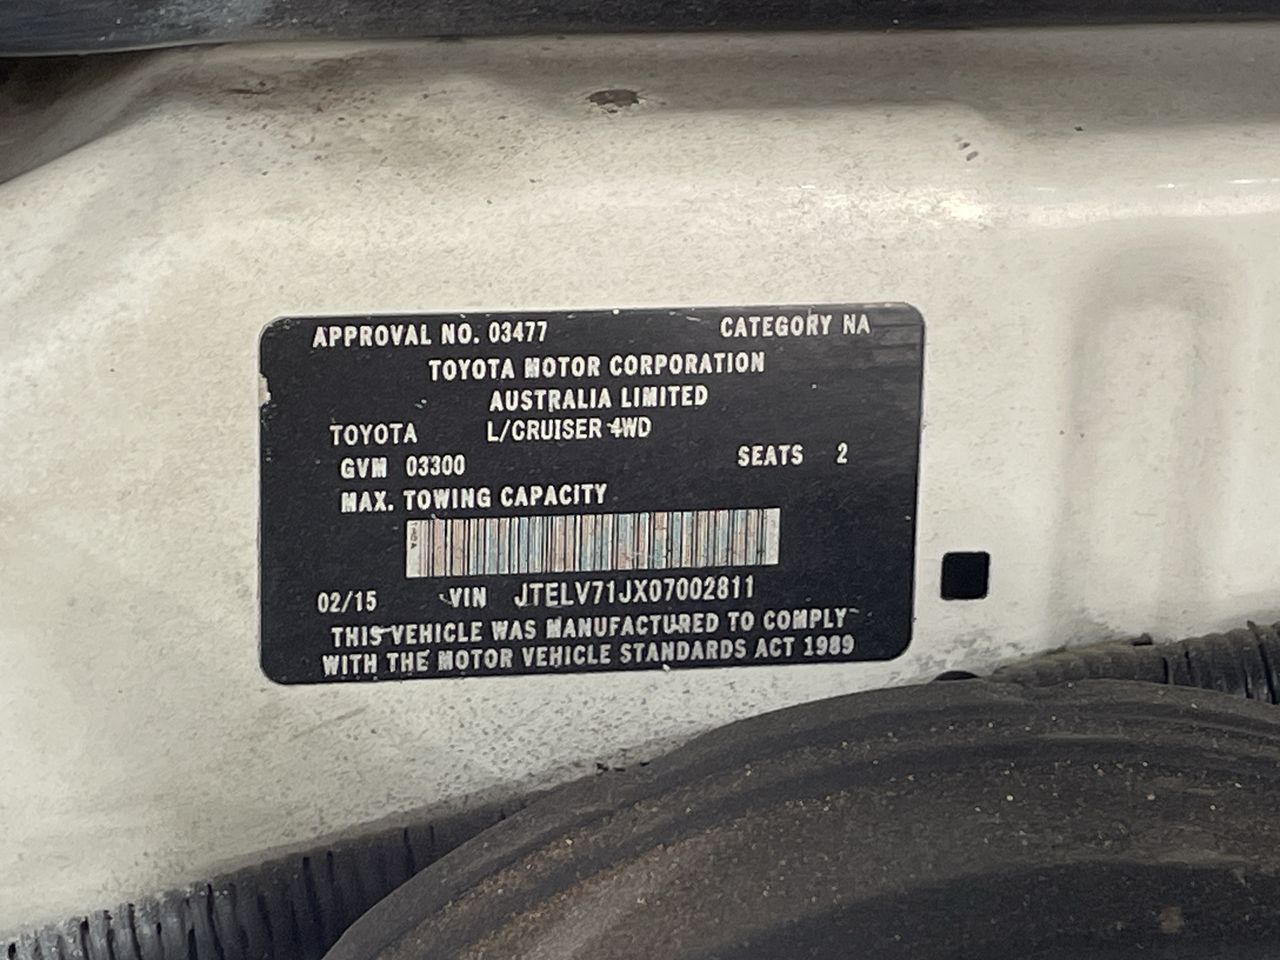 APPROVAL NO. 03477 CATEGORY NA
TOYOTA MOTOR CORPORATION
AUSTRALIA LIMITED
TOYOTA L/CRUISER 4WD
GVM 03300 SEATS 2
MAX. TOWING CAPACITY
02/15 VIN JTELV71JX07002811
THIS VEHICLE WAS MANUFACTURED TO COMPLY
WITH THE MOTOR VEHICLE STANDARDS ACT 1989